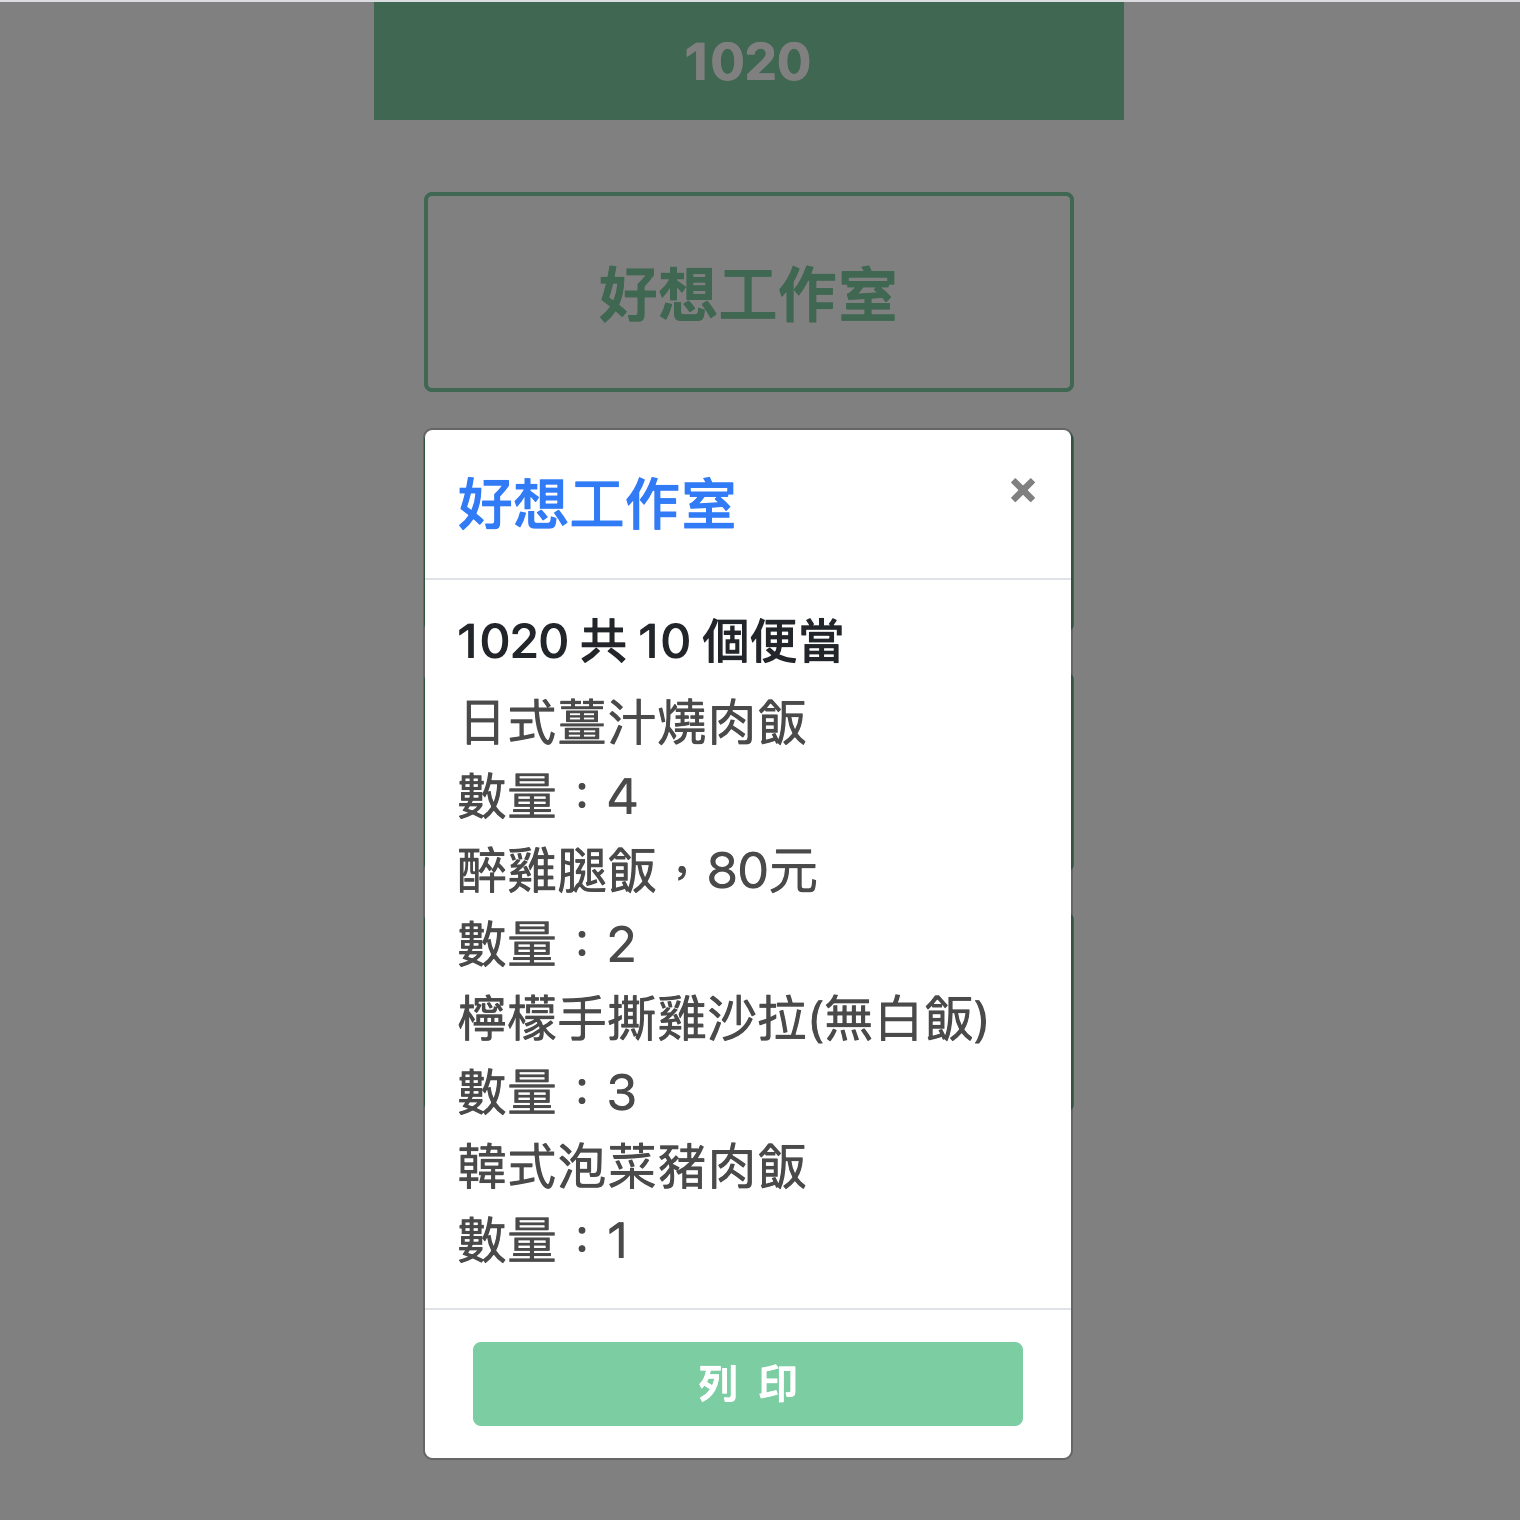 1020
好想工作室
好想工作室
×
1020 共 10 個便當
日式薑汁燒肉飯
數量：4
醉雞腿飯，80元
數量：2
檸檬手撕雞沙拉(無白飯)
數量：3
韓式泡菜豬肉飯
數量：1
列 印